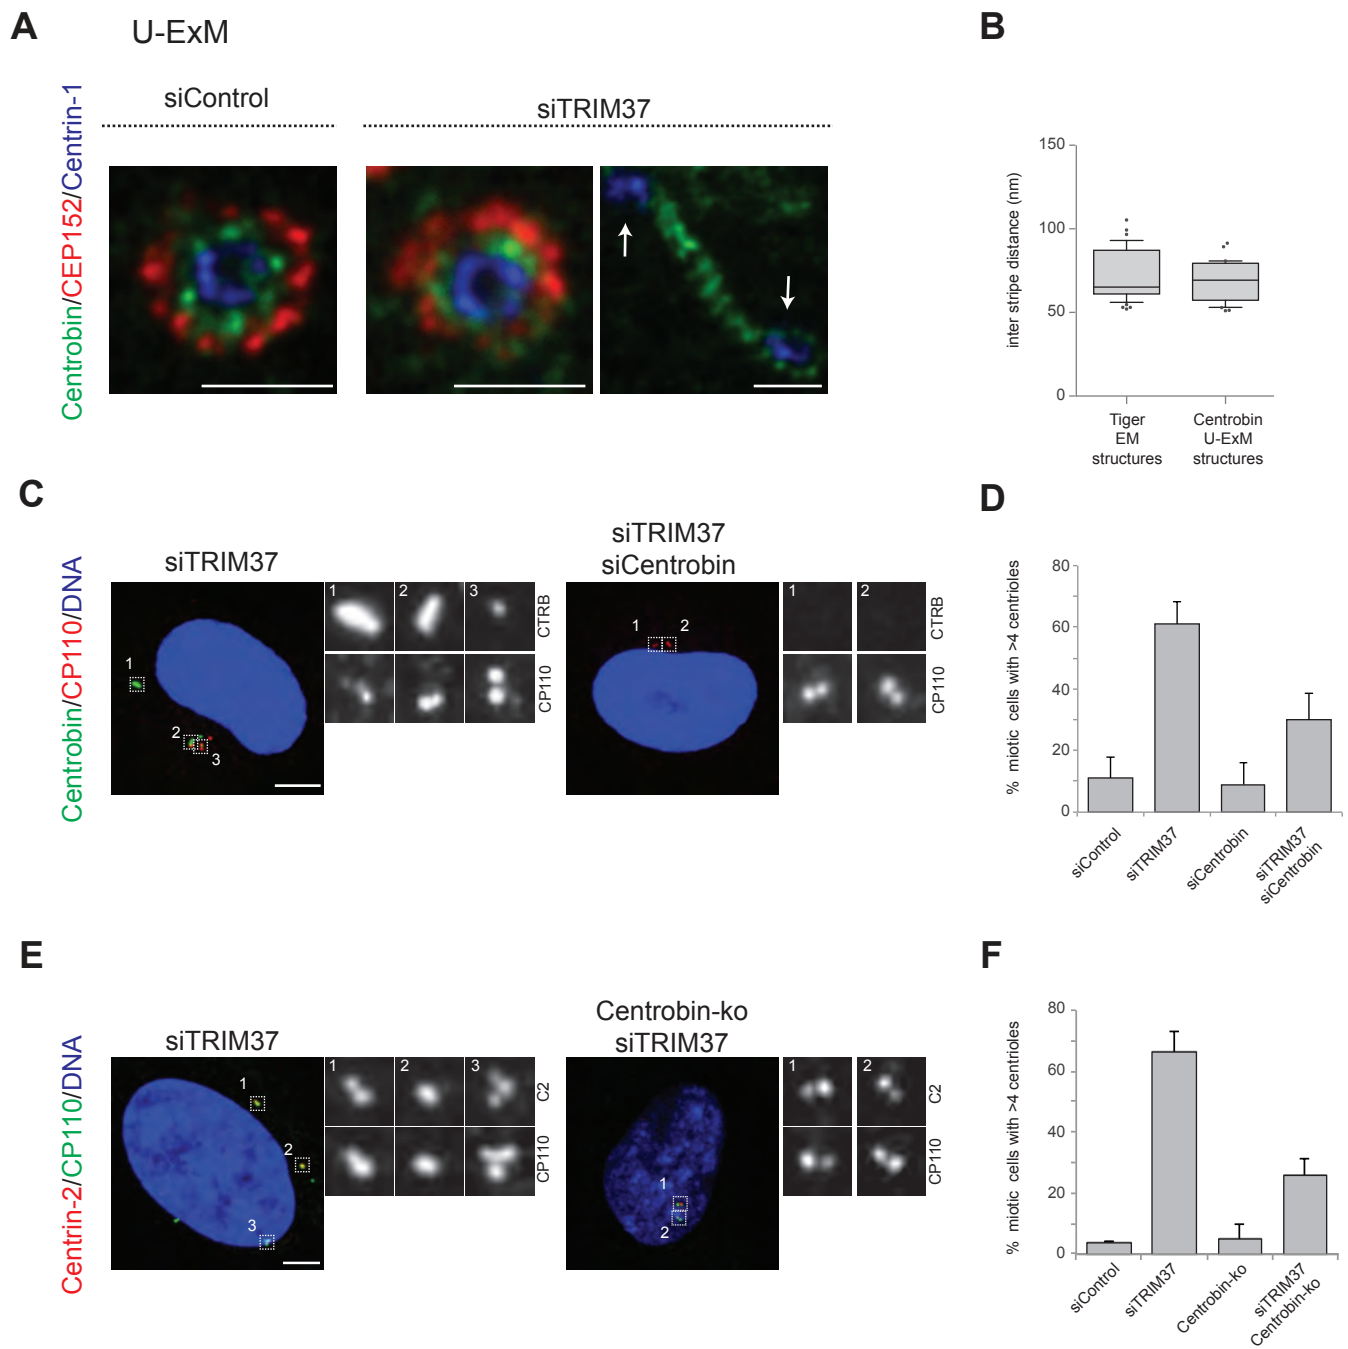 A
U-ExM
siControl
siTRIM37
Centrobin/CEP152/Centrin-1
B
150
100
50
0
inter stripe distance (nm)
Tiger
EM
structures
Centrobin
U-ExM
structures
C
siTRIM37
siTRIM37
siCentrobin
Centrobin/CP110/DNA
1
2
3
1
2
3
CTRB
CP110
1
2
1
2
CTRB
CP110
D
80
60
40
20
0
% miotic cells with >4 centrioles
siControl
siTRIM37
siCentrobin
siTRIM37
siCentrobin
E
siTRIM37
Centrobin-ko
siTRIM37
Centrin-2/CP110/DNA
1
2
3
1
2
3
C2
CP110
1
2
1
2
C2
CP110
F
80
60
40
20
0
% miotic cells with >4 centrioles
siControl
siTRIM37
Centrobin-ko
siTRIM37
Centrobin-ko